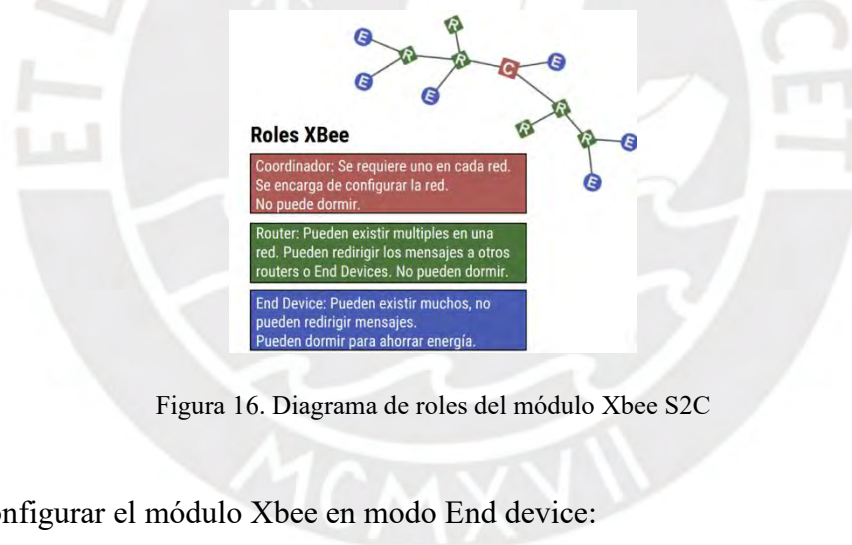 E
R
R
R
C
E
E
E
R
R
R
E
E
Roles XBee
Coordinador: Se requiere uno en cada red.
Se encarga de configurar la red.
No puede dormir.
Router: Pueden existir multiples en una
red. Pueden redirigir los mensajes a otros
routers o End Devices. No pueden dormir.
End Device: Pueden existir muchos, no
pueden redirigir mensajes.
Pueden dormir para ahorrar energía.
Figura 16. Diagrama de roles del módulo Xbee S2C
onfigurar el módulo Xbee en modo End device:
ET L
UCET
MCMXVII